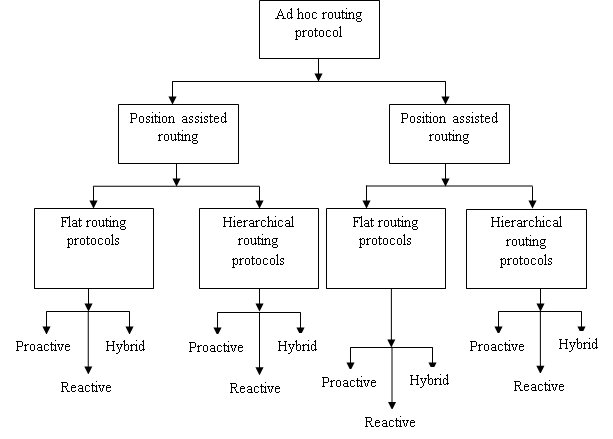 Ad hoc routing
protocol
Position assisted
routing
Position assisted
routing
Flat routing
protocols
Hierarchical
routing
protocols
Flat routing
protocols
Hierarchical
routing
protocols
Proactive
Hybrid
Reactive
Proactive
Hybrid
Reactive
Proactive
Hybrid
Reactive
Proactive
Hybrid
Reactive